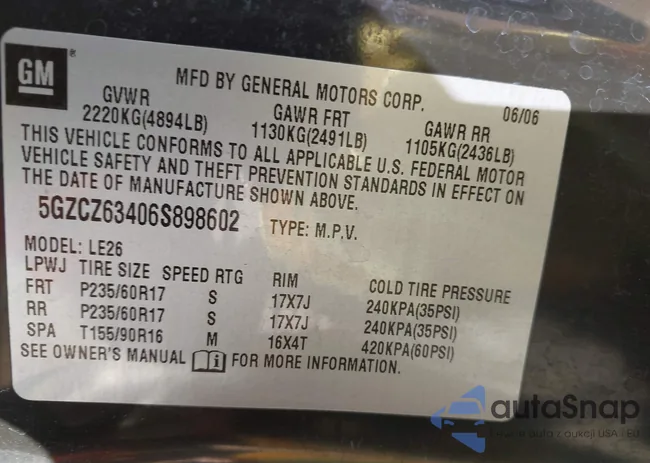 GM ®
MFD BY GENERAL MOTORS CORP. 06/06
GVWR GAWR FRT GAWR RR
2220KG(4894LB) 1130KG(2491LB) 1105KG(2436LB)
THIS VEHICLE CONFORMS TO ALL APPLICABLE U.S. FEDERAL MOTOR
VEHICLE SAFETY AND THEFT PREVENTION STANDARDS IN EFFECT ON
THE DATE OF MANUFACTURE SHOWN ABOVE.
5GZCZ63406S898602 TYPE: M.P.V.
MODEL: LE26
LPWJ TIRE SIZE SPEED RTG RIM COLD TIRE PRESSURE
FRT P235/60R17 S 17X7J 240KPA(35PSI)
RR P235/60R17 S 17X7J 240KPA(35PSI)
SPA T155/90R16 M 16X4T 420KPA(60PSI)
SEE OWNER'S MANUAL FOR MORE INFORMATION.
autaSnap
auta z aukcji USA i EU